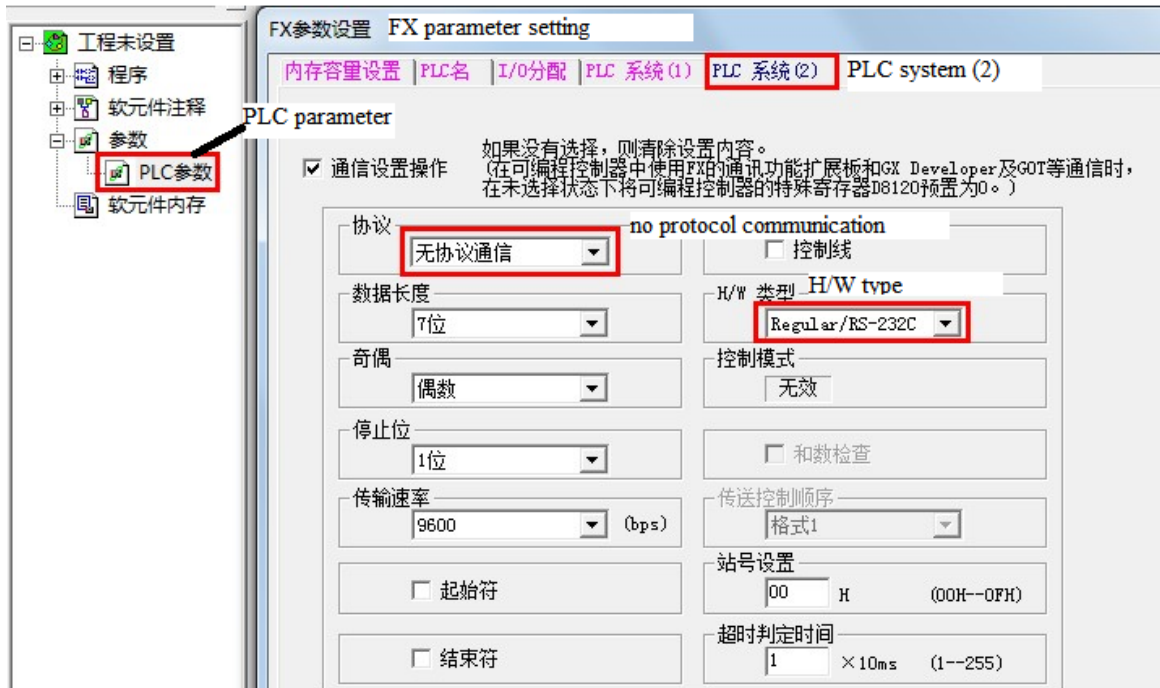 工程未设置
程序
软元件注释
参数
PLC参数
软元件内存
PLC parameter
FX参数设置 FX parameter setting
内存容量设置 PLC名 I/O分配 PLC 系统(1) PLC 系统(2) PLC system (2)
如果没有选择，则清除设置内容。
通信设置操作 (在可编程控制器中使用FX的通讯功能扩展板和GX Developer及GOT等通信时，
在未选择状态下将可编程控制器的特殊寄存器D8120预置为0。)
协议 no protocol communication
无协议通信 控制线
数据长度 H/W 类型 H/W type
7位 Regular/RS-232C
奇偶 控制模式
偶数 无效
停止位
1位 和数检查
传输速率 传送控制顺序
9600 (bps) 格式1
站号设置
起始符 00 H (00H--0FH)
超时判定时间
结束符 1 ×10ms (1--255)